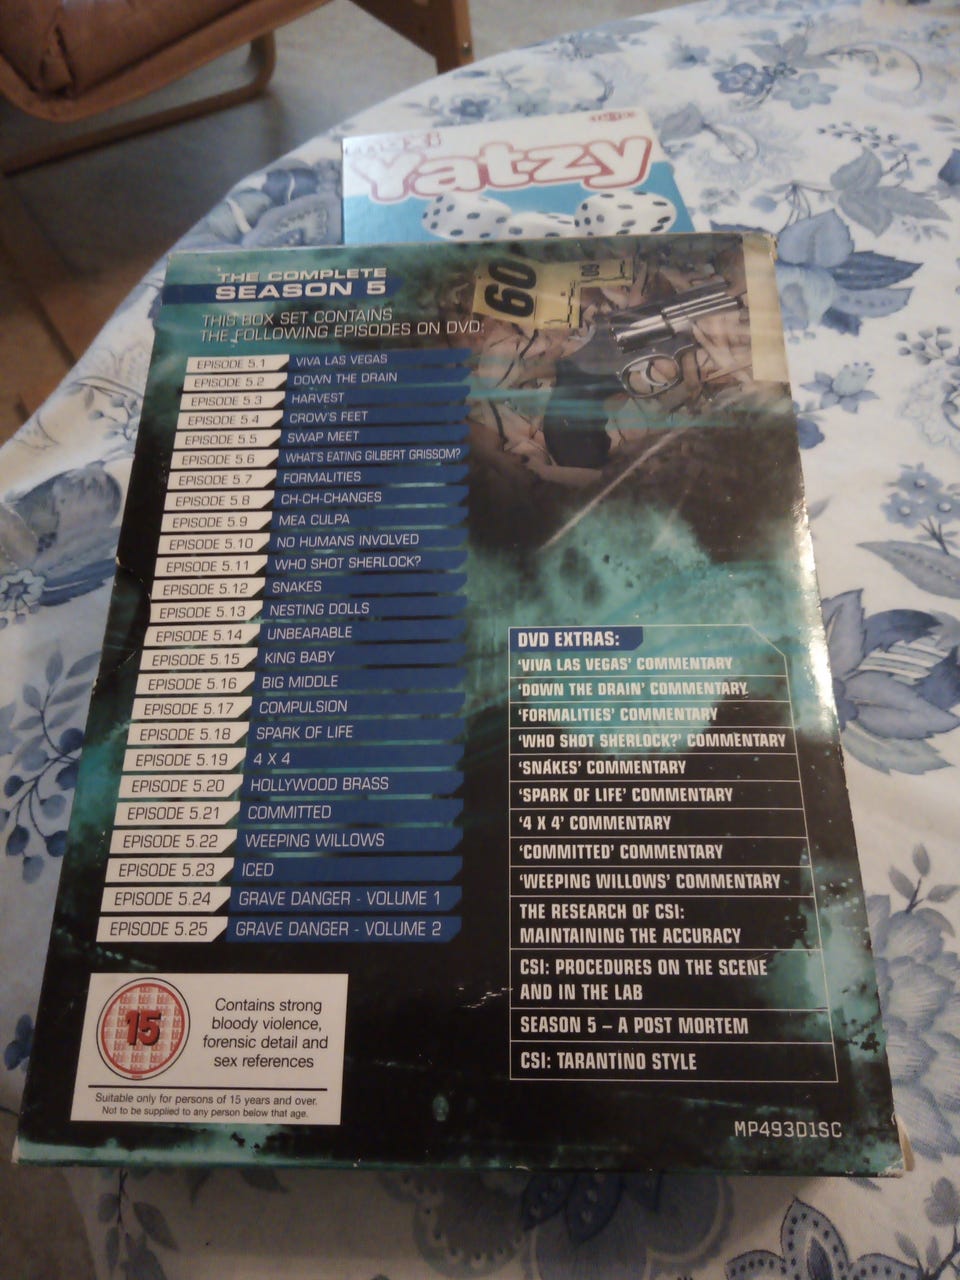 maxi
Yatzy
THE COMPLETE
SEASON 5
THIS BOX SET CONTAINS
THE FOLLOWING EPISODES ON DVD:
60
EPISODE 5.1 VIVA LAS VEGAS
EPISODE 5.2 DOWN THE DRAIN
EPISODE 5.3 HARVEST
EPISODE 5.4 CROW'S FEET
EPISODE 5.5 SWAP MEET
EPISODE 5.6 WHAT'S EATING GILBERT GRISSOM?
EPISODE 5.7 FORMALITIES
EPISODE 5.8 CH-CH-CHANGES
EPISODE 5.9 MEA CULPA
EPISODE 5.10 NO HUMANS INVOLVED
EPISODE 5.11 WHO SHOT SHERLOCK?
EPISODE 5.12 SNAKES
EPISODE 5.13 NESTING DOLLS
EPISODE 5.14 UNBEARABLE
EPISODE 5.15 KING BABY
EPISODE 5.16 BIG MIDDLE
EPISODE 5.17 COMPULSION
EPISODE 5.18 SPARK OF LIFE
EPISODE 5.19 4 X 4
EPISODE 5.20 HOLLYWOOD BRASS
EPISODE 5.21 COMMITTED
EPISODE 5.22 WEEPING WILLOWS
EPISODE 5.23 ICED
EPISODE 5.24 GRAVE DANGER - VOLUME 1
EPISODE 5.25 GRAVE DANGER - VOLUME 2
DVD EXTRAS:
'VIVA LAS VEGAS' COMMENTARY
'DOWN THE DRAIN' COMMENTARY
'FORMALITIES' COMMENTARY
'WHO SHOT SHERLOCK?' COMMENTARY
'SNAKES' COMMENTARY
'SPARK OF LIFE' COMMENTARY
'4 X 4' COMMENTARY
'COMMITTED' COMMENTARY
'WEEPING WILLOWS' COMMENTARY
THE RESEARCH OF CSI:
MAINTAINING THE ACCURACY
CSI: PROCEDURES ON THE SCENE
AND IN THE LAB
SEASON 5 – A POST MORTEM
CSI: TARANTINO STYLE
15
Contains strong
bloody violence,
forensic detail and
sex references
Suitable only for persons of 15 years and over.
Not to be supplied to any person below that age.
MP493D1SC